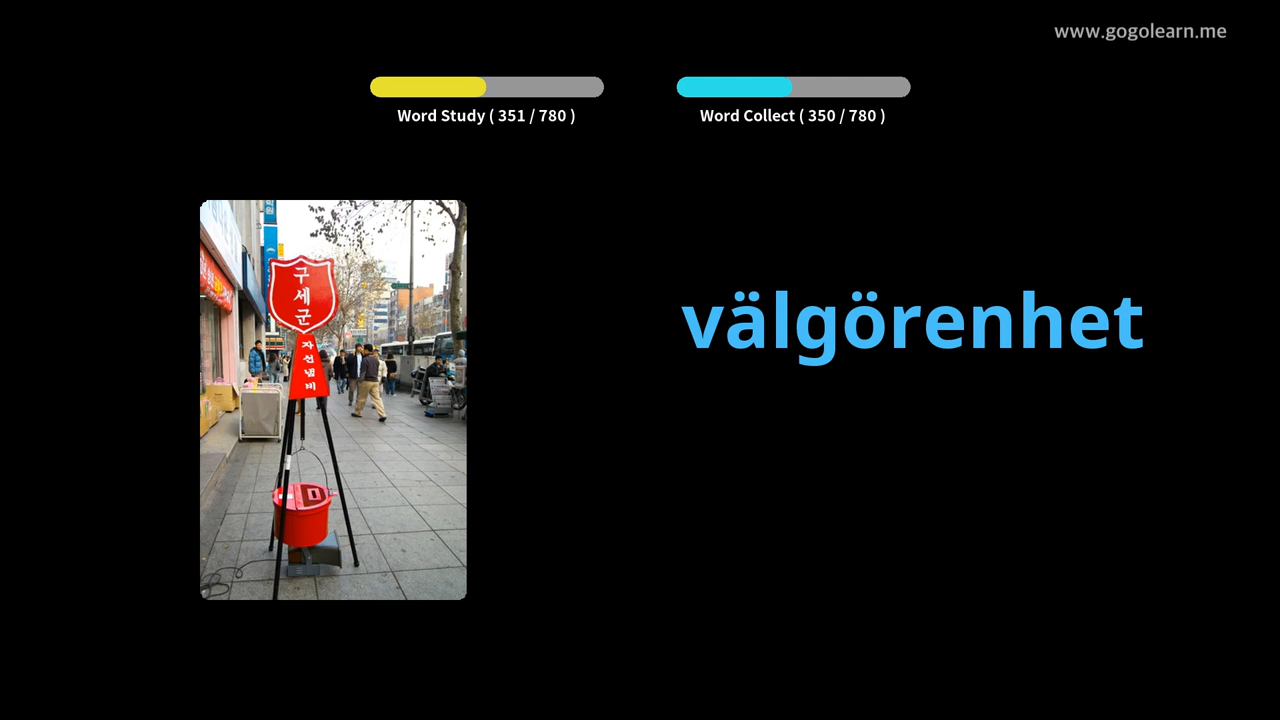 www.gogolearn.me
Word Study ( 351 / 780 )
Word Collect ( 350 / 780 )
구
세
군
자
선
냄
비
välgörenhet